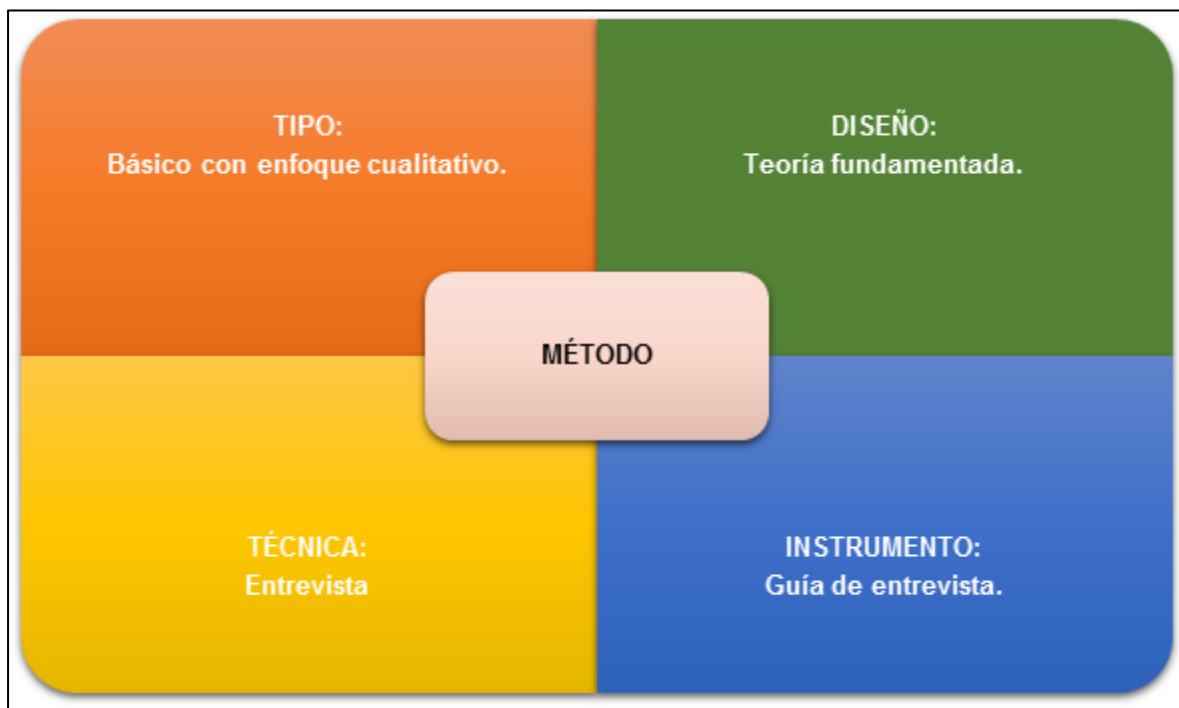 TIPO:
Básico con enfoque cualitativo.
DISEÑO:
Teoría fundamentada.
MÉTODO
TÉCNICA:
Entrevista
INSTRUMENTO:
Guía de entrevista.